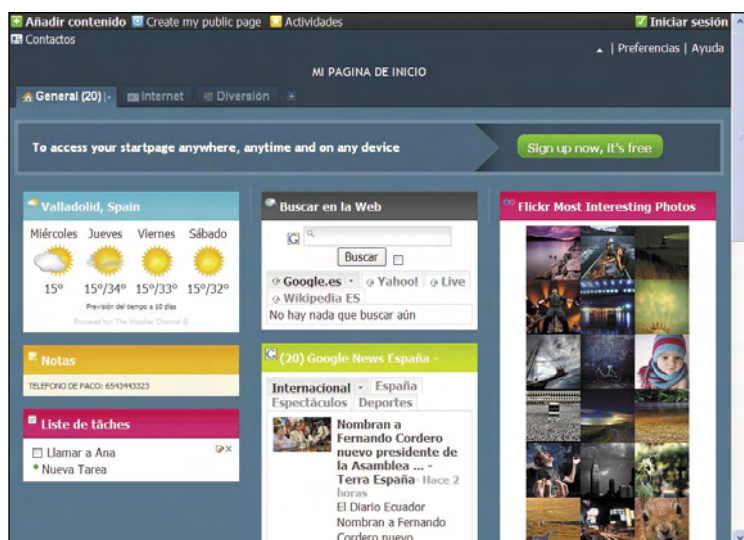 Añadir contenido Create my public page Actividades Iniciar sesión
Contactos
| Preferencias | Ayuda
MI PAGINA DE INICIO
General (20) |- Internet Diversión
To access your startpage anywhere, anytime and on any device
Sign up now, it's free
Valladolid, Spain
Miércoles Jueves Viernes Sábado
15° 15°/34° 15°/33° 15°/32°
Previsión del tiempo a 10 días
Powered by: The Weather Channel ®
Notas
TELEFONO DE PACO: 6543443323
Liste de tâches
Llamar a Ana
Nueva Tarea
Buscar en la Web
G
Buscar
Google.es Yahoo! Live
Wikipedia ES
No hay nada que buscar aún
G (20) Google News España -
Internacional España
Espectáculos Deportes
Nombran a
Fernando Cordero
nuevo presidente de
la Asamblea ... -
Terra España- Hace 2
horas
El Diario Ecuador
Nombran a Fernando
Cordero nuevo
Flickr Most Interesting Photos